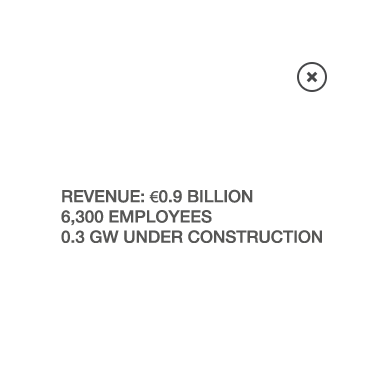 REVENUE: €0.9 BILLION
6,300 EMPLOYEES
0.3 GW UNDER CONSTRUCTION